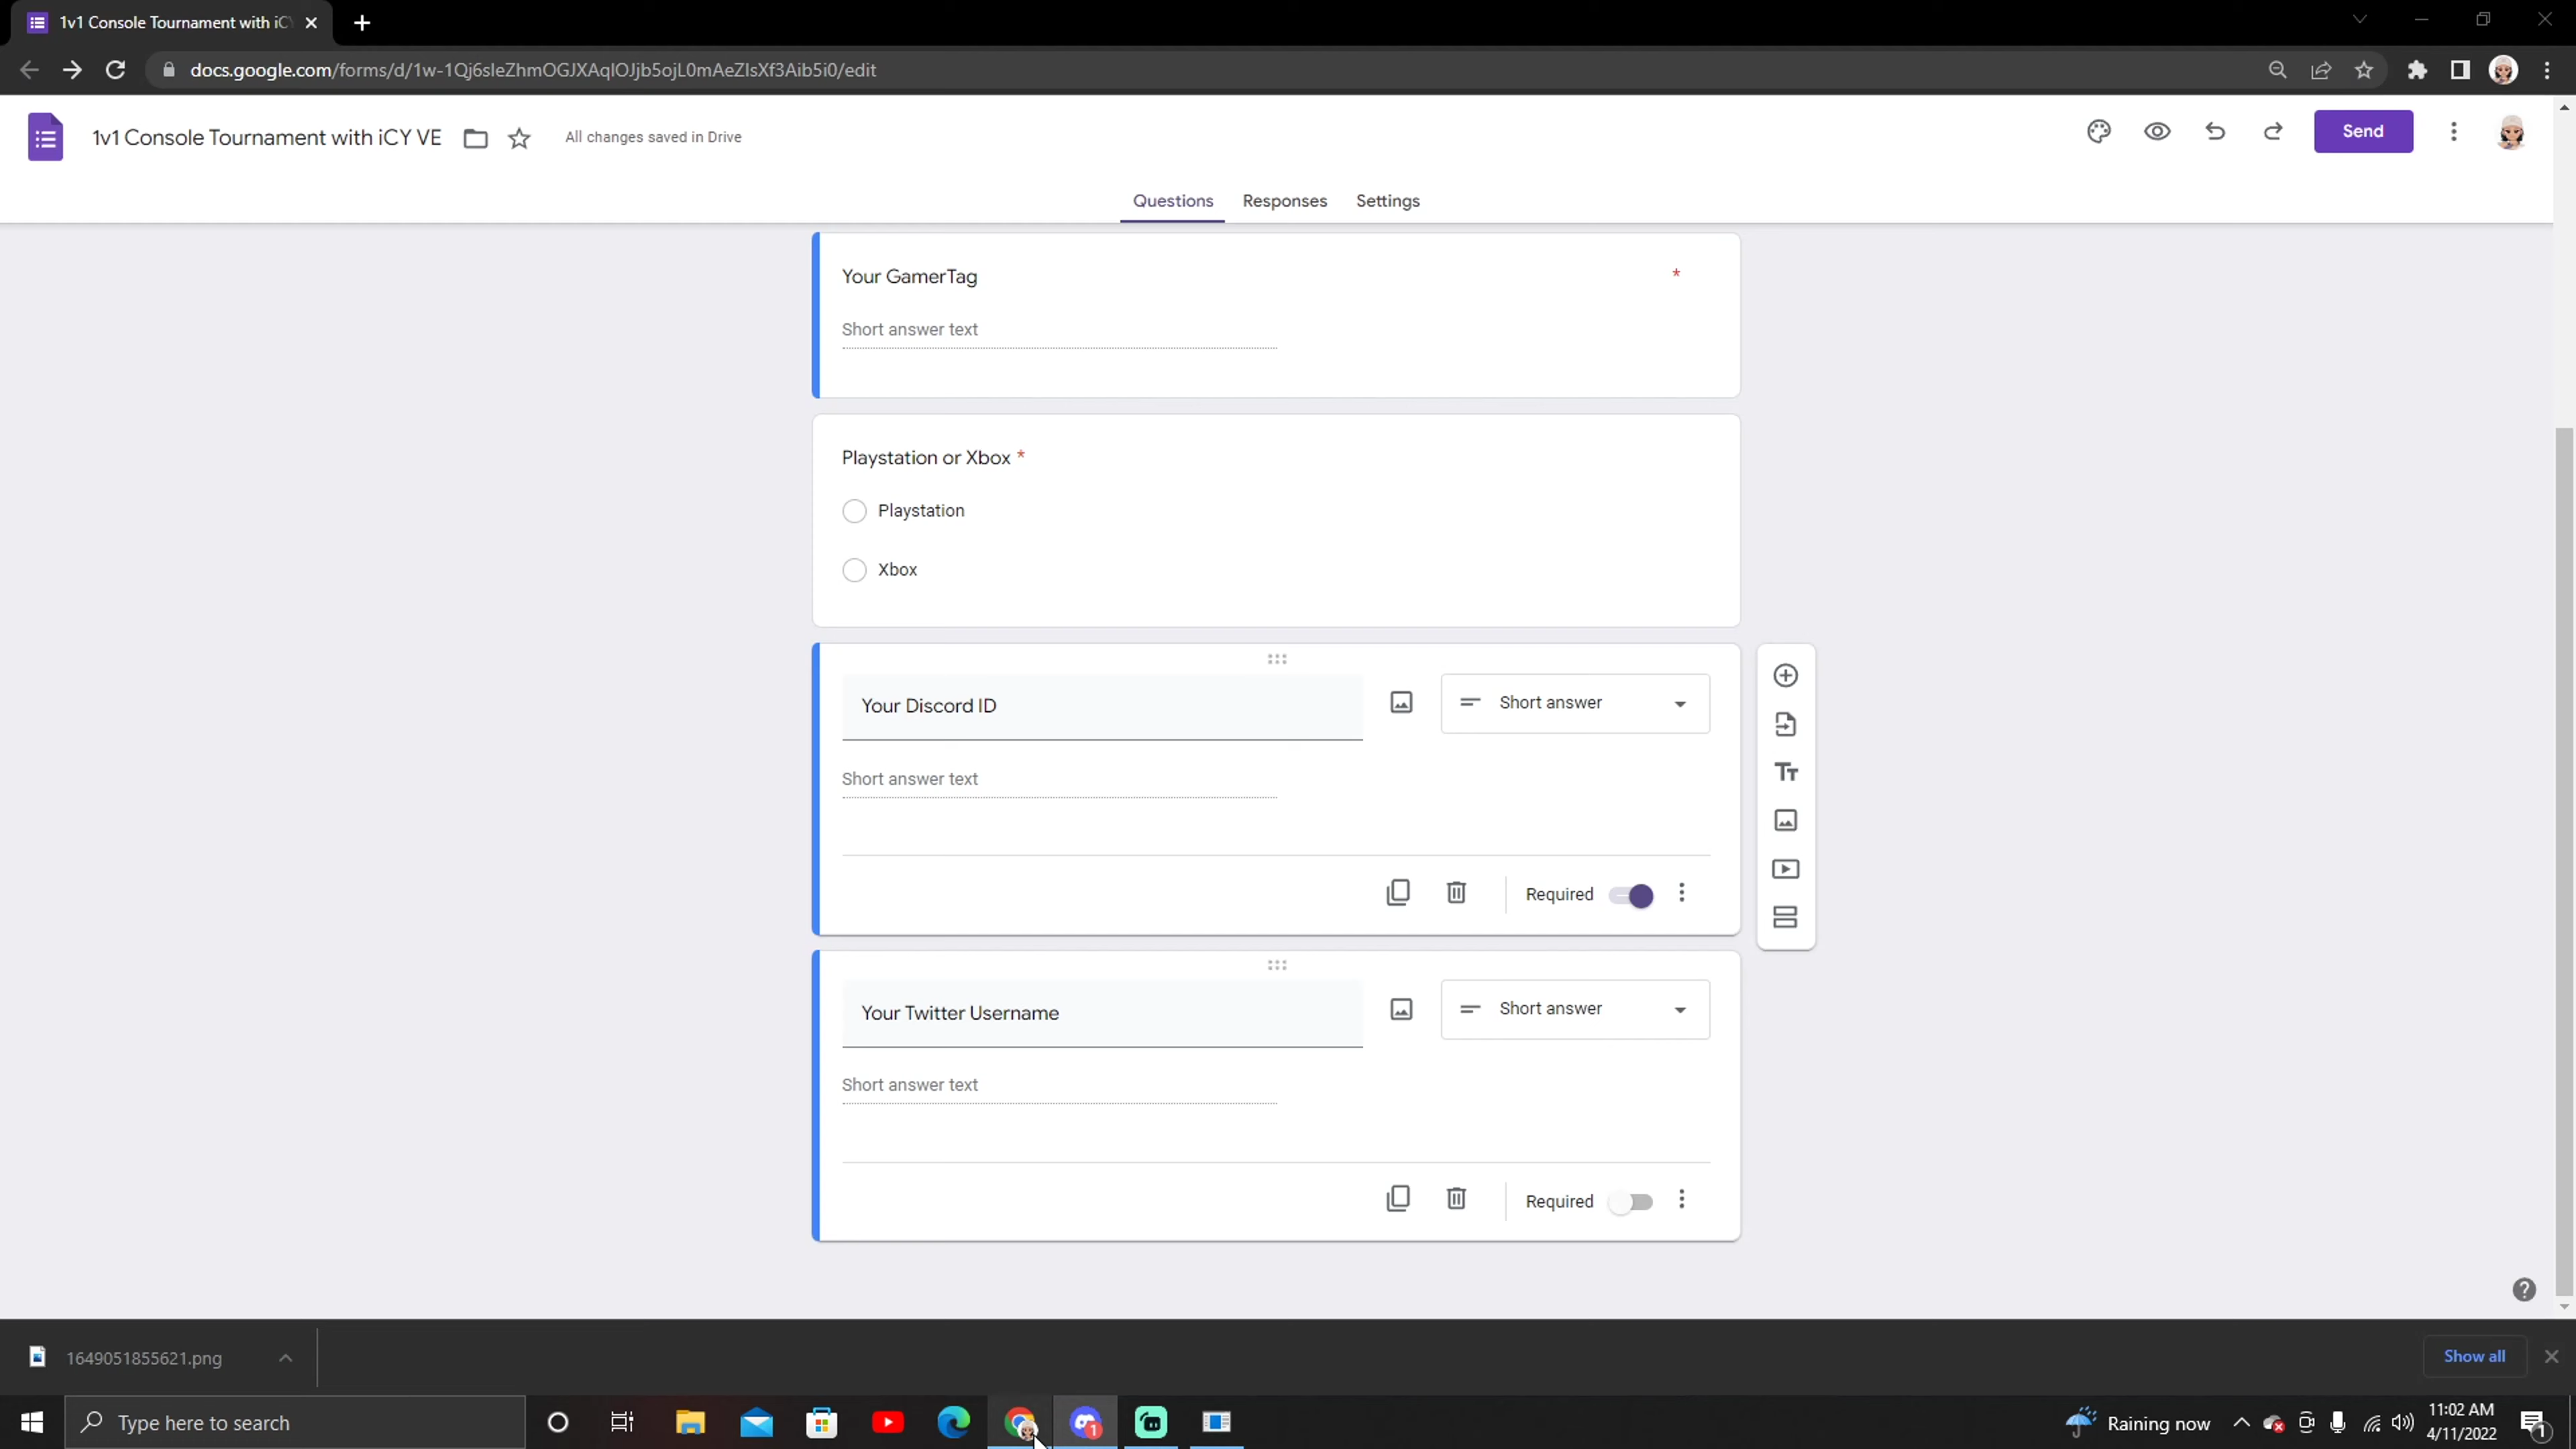 1v1 Console Tournament with iC
docs.google.com/forms/d/1w-1Qj6sleZhmOGJXAqIOJjb5ojL0mAeZlsXf3Aib5i0/edit
1v1 Console Tournament with iCY VE
All changes saved in Drive
Send
Questions Responses Settings
Your GamerTag *
Short answer text
Playstation or Xbox *
Playstation
Xbox
Your Discord ID
Short answer
Short answer text
Required
Your Twitter Username
Short answer
Short answer text
Required
1649051855621.png
Show all
Type here to search
1
Raining now
11:02 AM
4/11/2022
1